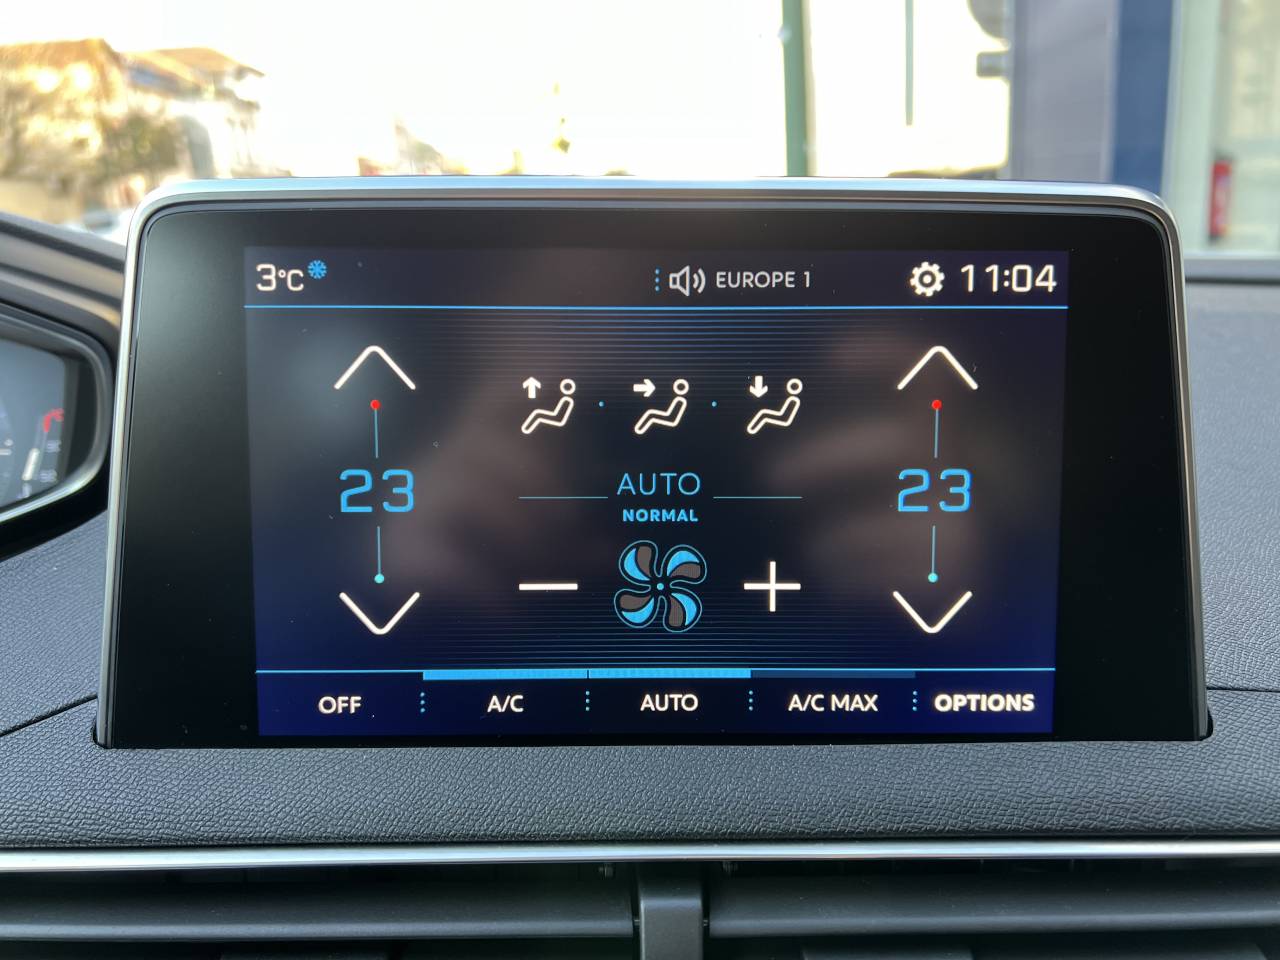 3°C EUROPE 1 11:04
23 23
AUTO
NORMAL
OFF A/C AUTO A/C MAX OPTIONS